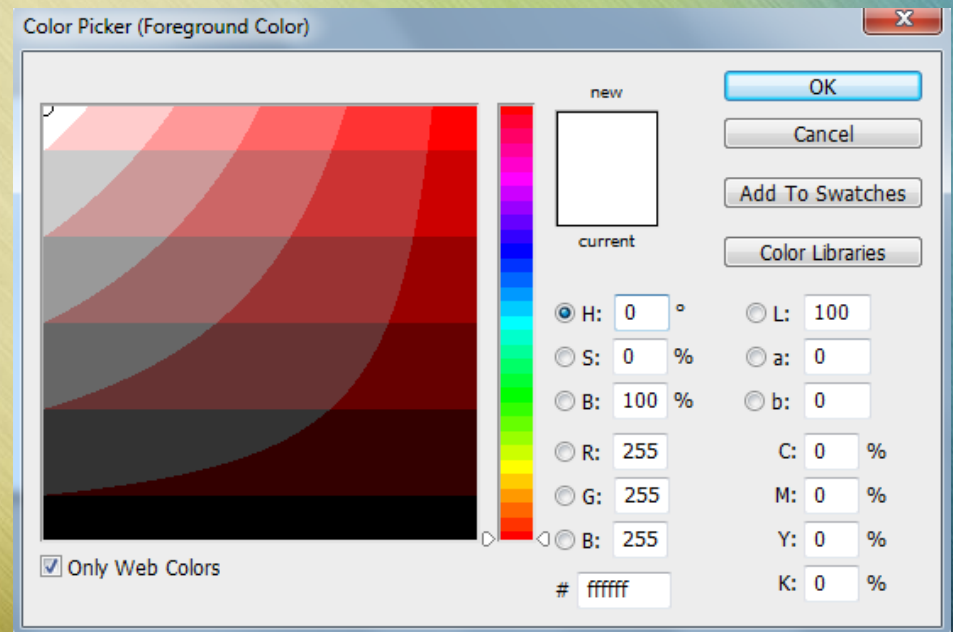 Color Picker (Foreground Color)
new
current
OK
Cancel
Add To Swatches
Color Libraries
H: 0 °
S: 0 %
B: 100 %
R: 255
G: 255
B: 255
# ffffff
L: 100
a: 0
b: 0
C: 0 %
M: 0 %
Y: 0 %
K: 0 %
Only Web Colors